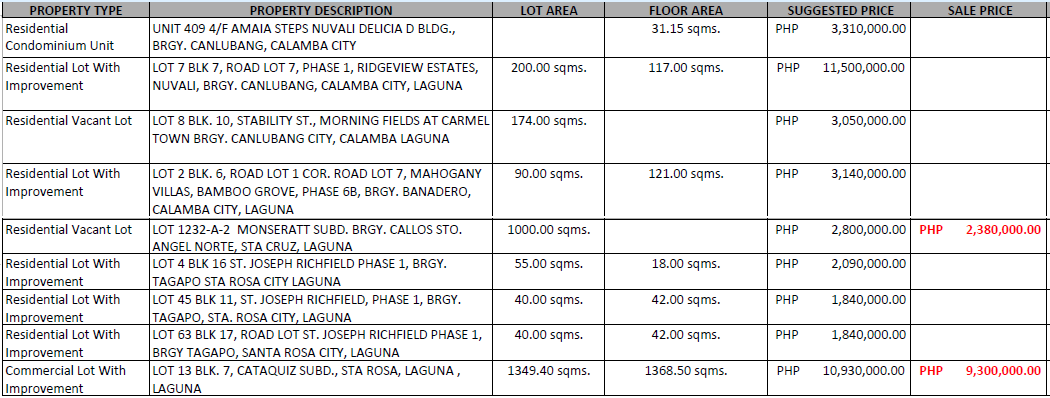 PROPERTY TYPE PROPERTY DESCRIPTION LOT AREA FLOOR AREA SUGGESTED PRICE SALE PRICE
Residential UNIT 409 4/F AMAIA STEPS NUVALI DELICIA D BLDG., 31.15 sqms. PHP 3,310,000.00
Condominium Unit BRGY. CANLUBANG, CALAMBA CITY
Residential Lot With LOT 7 BLK 7, ROAD LOT 7, PHASE 1, RIDGEVIEW ESTATES, 200.00 sqms. 117.00 sqms. PHP 11,500,000.00
Improvement NUVALI, BRGY. CANLUBANG, CALAMBA CITY, LAGUNA
Residential Vacant Lot LOT 8 BLK. 10, STABILITY ST., MORNING FIELDS AT CARMEL 174.00 sqms. PHP 3,050,000.00
TOWN BRGY. CANLUBANG CITY, CALAMBA LAGUNA
Residential Lot With LOT 2 BLK. 6, ROAD LOT 1 COR. ROAD LOT 7, MAHOGANY 90.00 sqms. 121.00 sqms. PHP 3,140,000.00
Improvement VILLAS, BAMBOO GROVE, PHASE 6B, BRGY. BANADERO,
CALAMBA CITY, LAGUNA
Residential Vacant Lot LOT 1232-A-2 MONSERATT SUBD. BRGY. CALLOS STO. 1000.00 sqms. PHP 2,800,000.00 PHP 2,380,000.00
ANGEL NORTE, STA CRUZ, LAGUNA
Residential Lot With LOT 4 BLK 16 ST. JOSEPH RICHFIELD PHASE 1, BRGY. 55.00 sqms. 18.00 sqms. PHP 2,090,000.00
Improvement TAGAPO STA ROSA CITY LAGUNA
Residential Lot With LOT 45 BLK 11, ST. JOSEPH RICHFIELD, PHASE 1, BRGY. 40.00 sqms. 42.00 sqms. PHP 1,840,000.00
Improvement TAGAPO, STA. ROSA CITY, LAGUNA
Residential Lot With LOT 63 BLK 17, ROAD LOT ST. JOSEPH RICHFIELD PHASE 1, 40.00 sqms. 42.00 sqms. PHP 1,840,000.00
Improvement BRGY TAGAPO, SANTA ROSA CITY, LAGUNA
Commercial Lot With LOT 13 BLK. 7, CATAQUIZ SUBD., STA ROSA, LAGUNA , 1349.40 sqms. 1368.50 sqms. PHP 10,930,000.00 PHP 9,300,000.00
Improvement LAGUNA